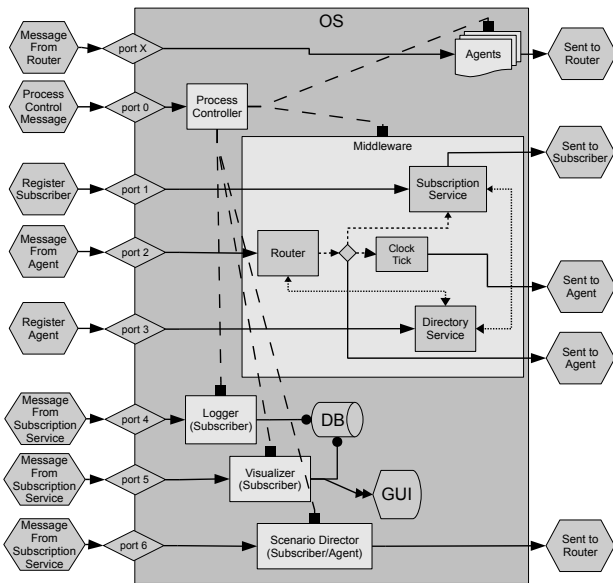 OS
Message
From
Router
port X
Agents
Sent to
Router
Process
Control
Message
port 0
Process
Controller
Middleware
Sent to
Subscriber
Register
Subscriber
port 1
Subscription
Service
Message
From
Agent
port 2
Router
Clock
Tick
Sent to
Agent
Register
Agent
port 3
Directory
Service
Sent to
Agent
Message
From
Subscription
Service
port 4
Logger
(Subscriber)
DB
Message
From
Subscription
Service
port 5
Visualizer
(Subscriber)
GUI
Message
From
Subscription
Service
port 6
Scenario Director
(Subscriber/Agent)
Sent to
Router